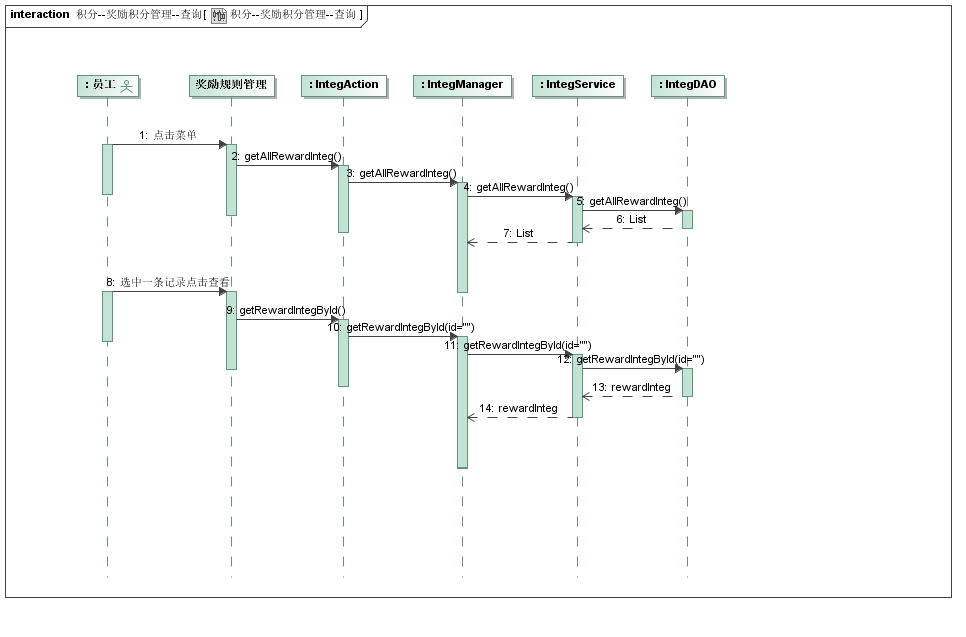 interaction 积分--奖励积分管理--查询[ 积分--奖励积分管理--查询 ]
: 员工
奖励规则管理
: IntegAction
: IntegManager
: IntegService
: IntegDAO
1: 点击菜单
2: getAllRewardInteg()
3: getAllRewardInteg()
4: getAllRewardInteg()
5: getAllRewardInteg()
6: List
7: List
8: 选中一条记录点击查看
9: getRewardIntegById()
10: getRewardIntegById(id="")
11: getRewardIntegById(id="")
12: getRewardIntegById(id="")
13: rewardInteg
14: rewardInteg